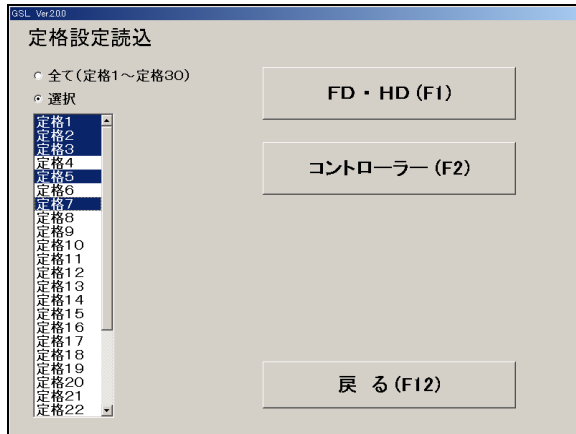 GSL Ver2.0.0
定格設定読込
全て(定格1～定格30)
選択
定格1
定格2
定格3
定格4
定格5
定格6
定格7
定格8
定格9
定格10
定格11
定格12
定格13
定格14
定格15
定格16
定格17
定格18
定格19
定格20
定格21
定格22
FD・HD (F1)
コントローラー (F2)
戻 る (F12)